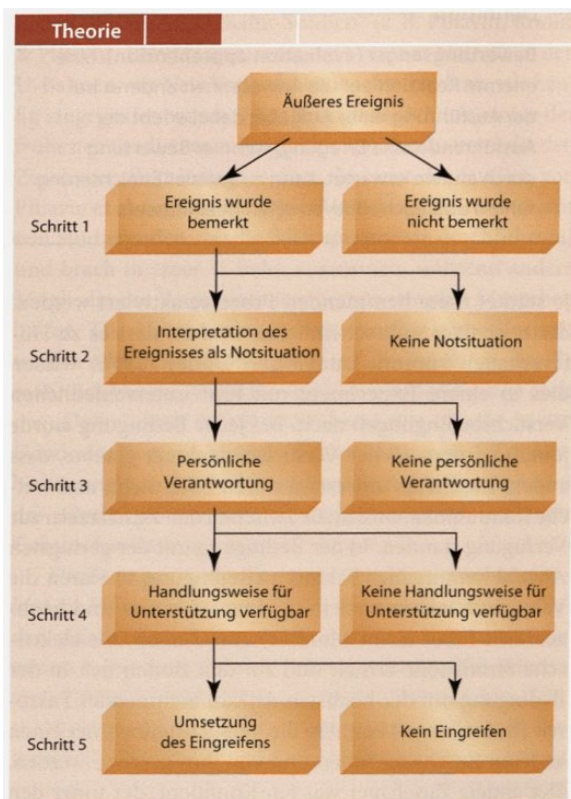 Theorie
Äußeres Ereignis
Schritt 1
Ereignis wurde
bemerkt
Ereignis wurde
nicht bemerkt
Schritt 2
Interpretation des
Ereignisses als Notsituation
Keine Notsituation
Schritt 3
Persönliche
Verantwortung
Keine persönliche
Verantwortung
Schritt 4
Handlungsweise für
Unterstützung verfügbar
Keine Handlungsweise für
Unterstützung verfügbar
Schritt 5
Umsetzung
des Eingreifens
Kein Eingreifen